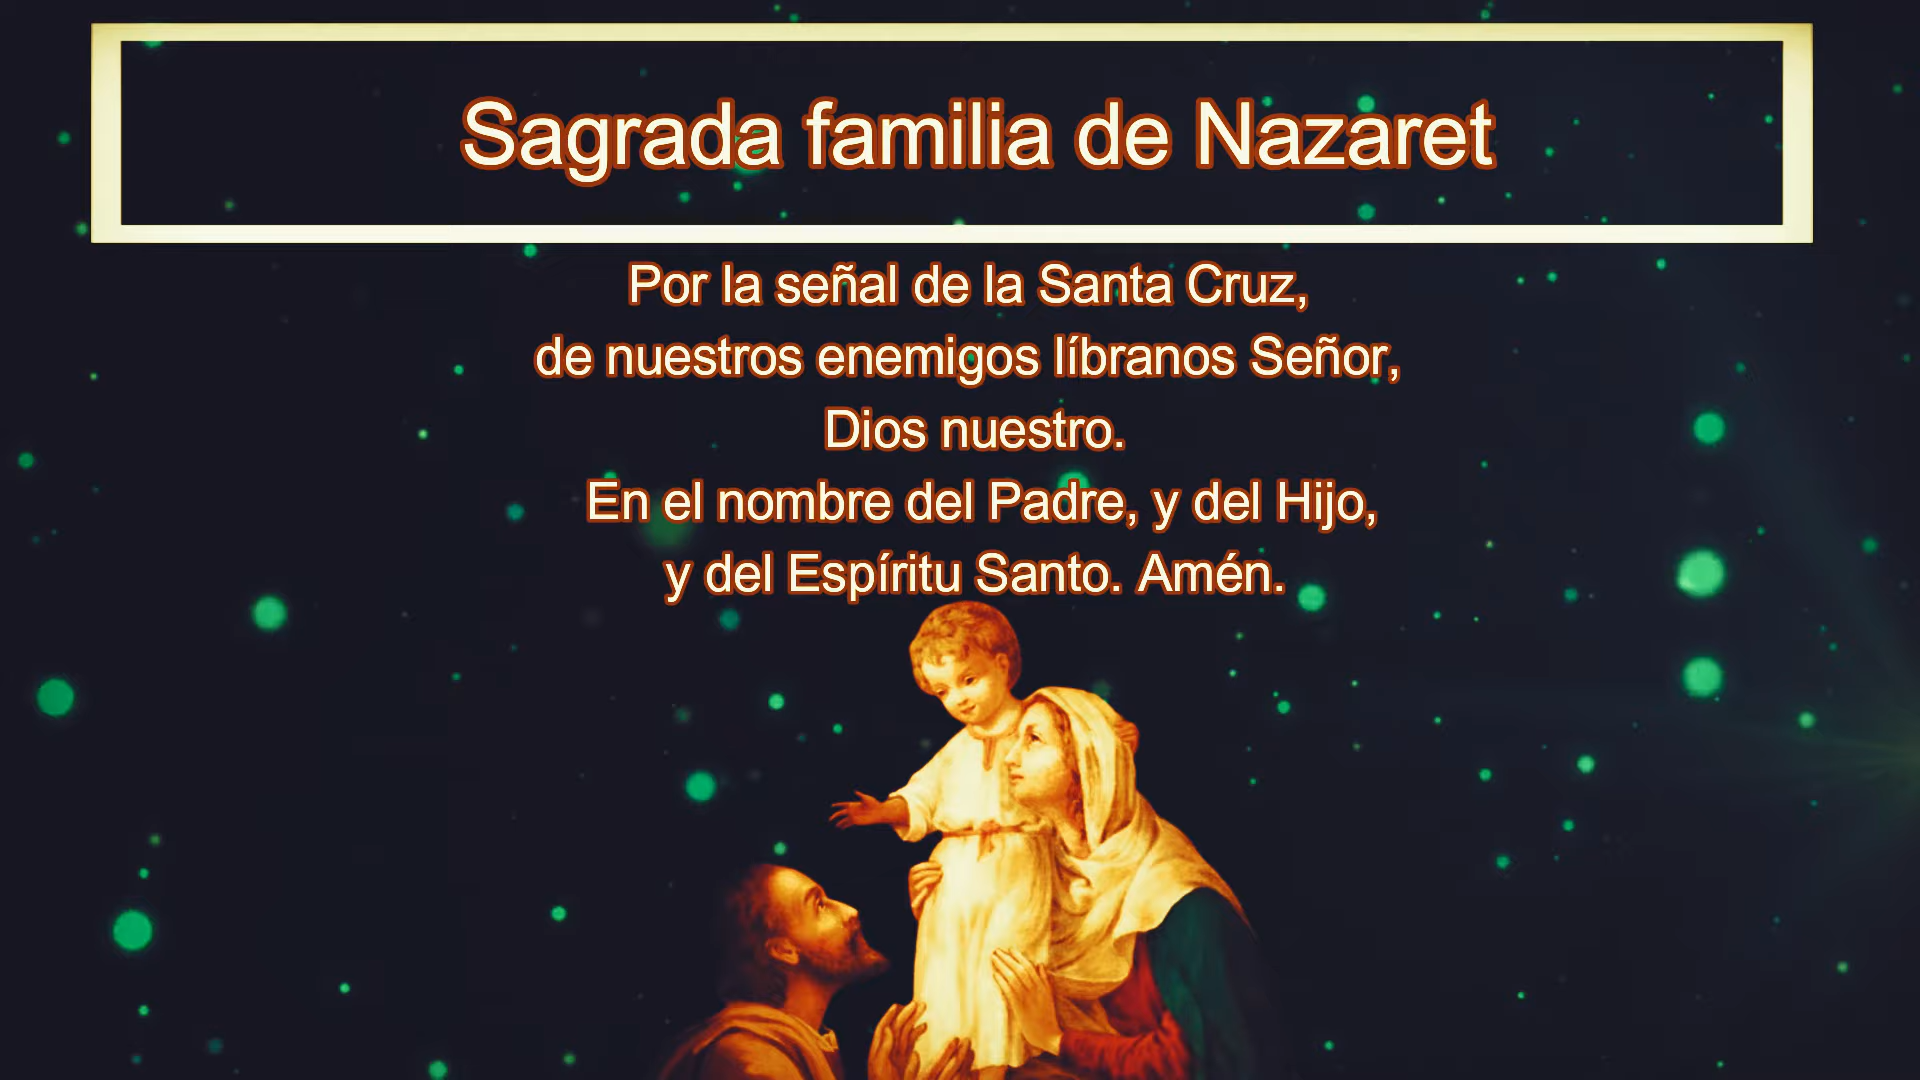 Sagrada familia de Nazaret
Por la señal de la Santa Cruz,
de nuestros enemigos líbranos Señor,
Dios nuestro.
En el nombre del Padre, y del Hijo,
y del Espíritu Santo. Amén.